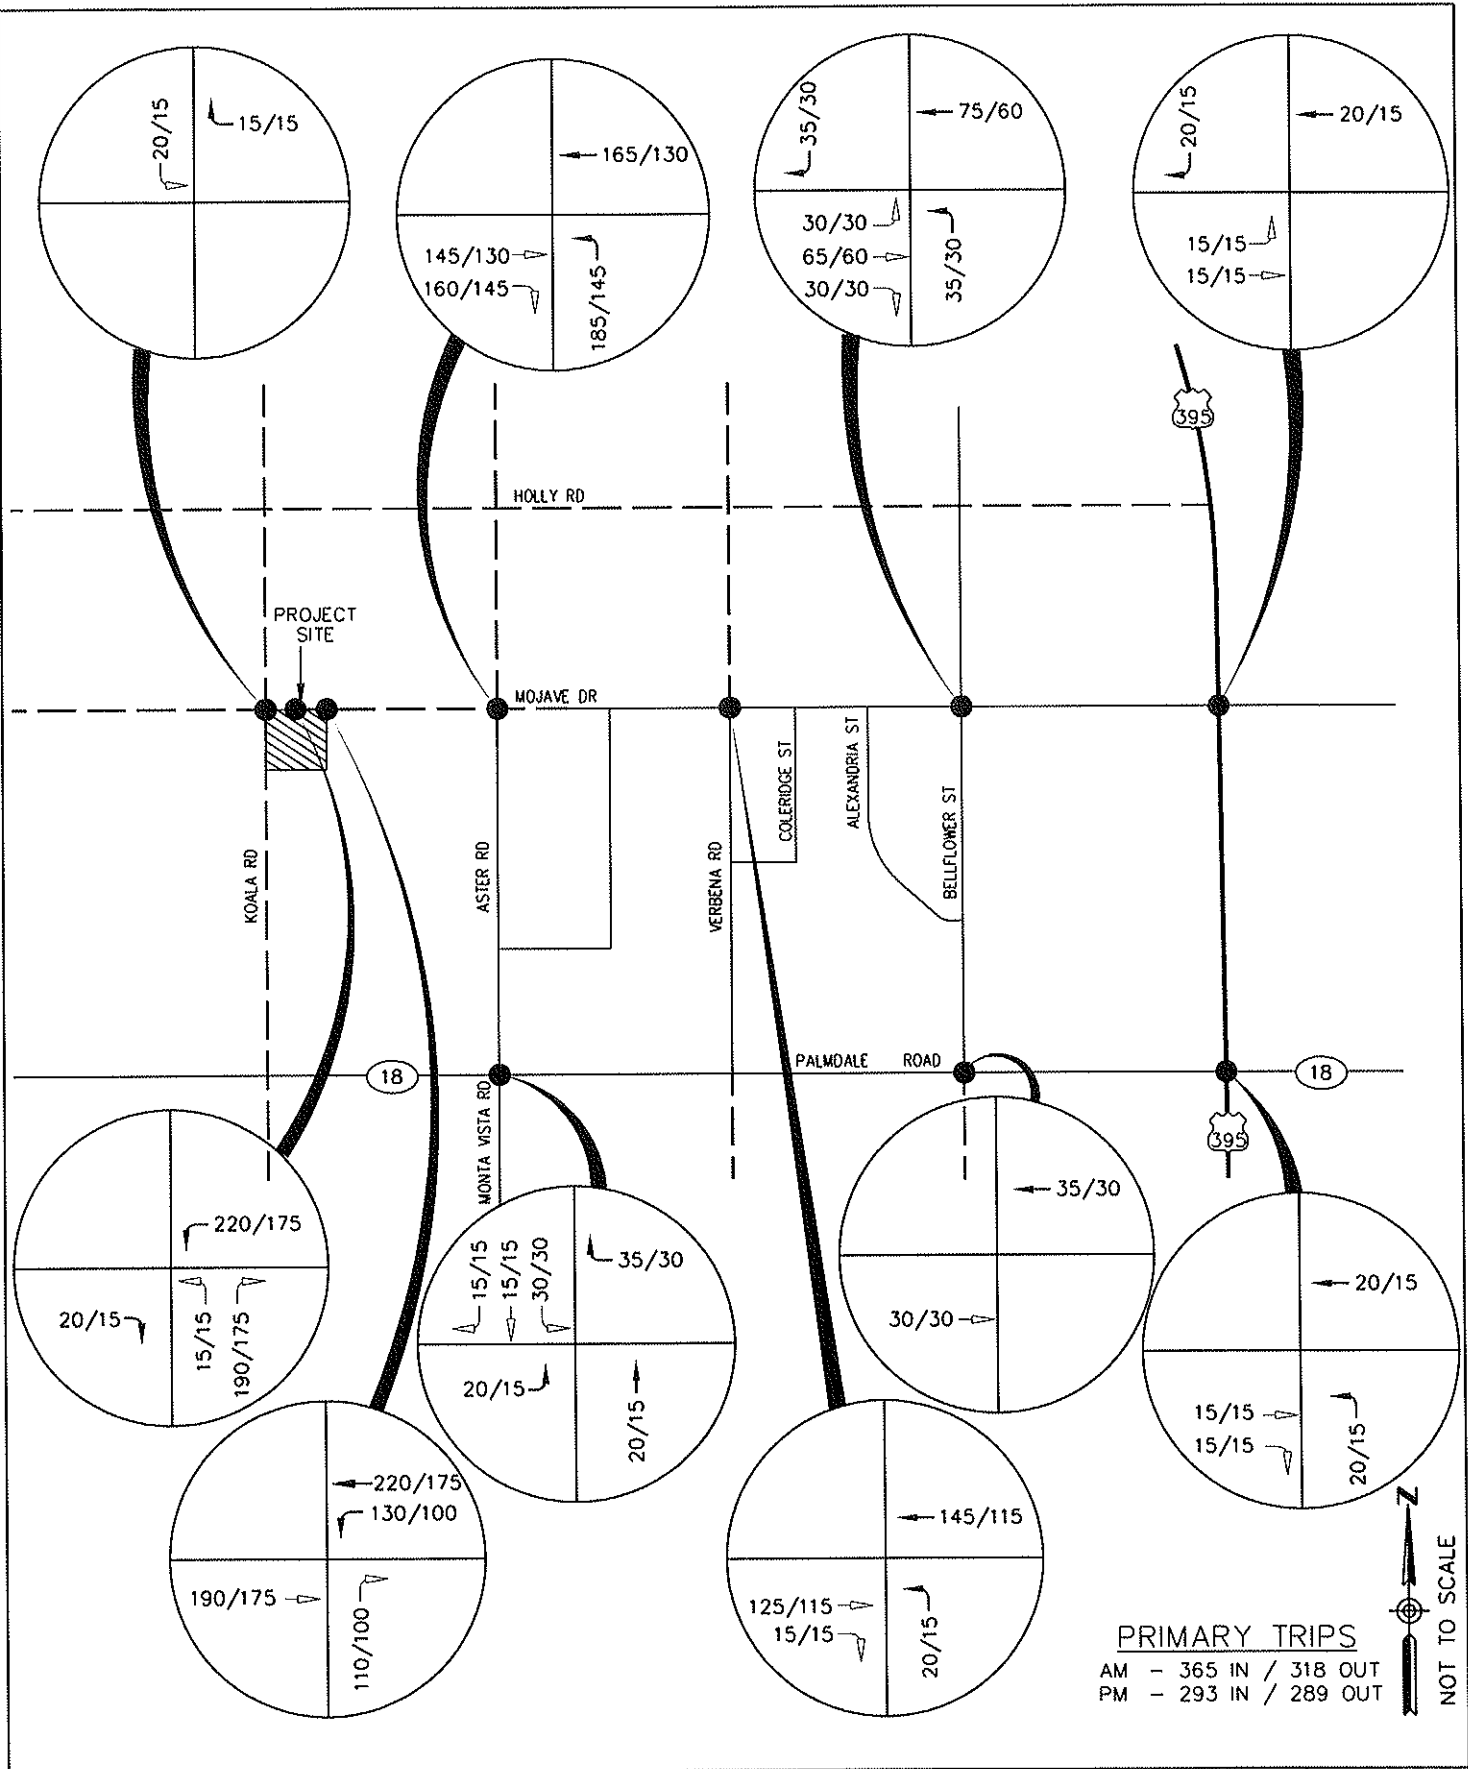 20/15
15/15
165/130
145/130
160/145
185/145
35/30
75/60
30/30
65/60
30/30
35/30
20/15
20/15
15/15
15/15
395
HOLLY RD
PROJECT
SITE
MOJAVE DR
KOALA RD
ASTER RD
VERBENA RD
COLERIDGE ST
ALEXANDRIA ST
BELLFLOWER ST
PALMDALE ROAD
18
18
MONTA VISTA RD
395
220/175
20/15
15/15
190/175
15/15
15/15
30/30
35/30
20/15
20/15
35/30
30/30
20/15
15/15
15/15
20/15
220/175
130/100
190/175
110/100
145/115
125/115
15/15
20/15
PRIMARY TRIPS
AM - 365 IN / 318 OUT
PM - 293 IN / 289 OUT
N
NOT TO SCALE